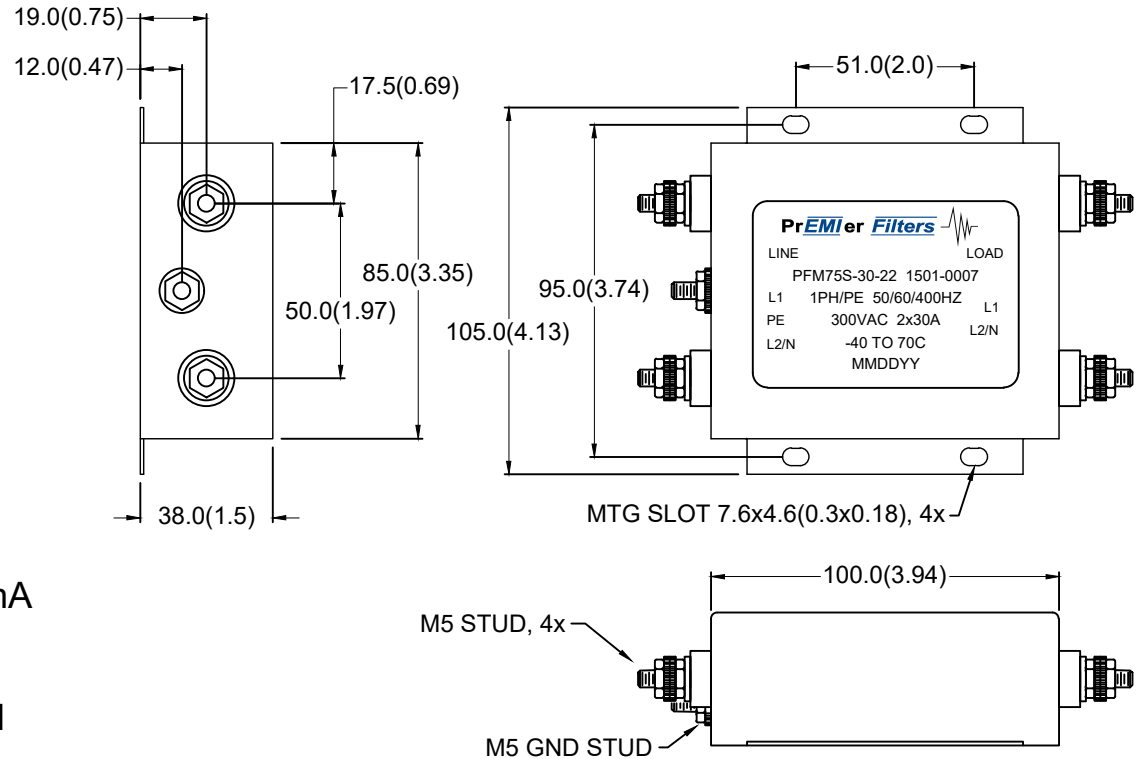 19.0(0.75)
12.0(0.47)
17.5(0.69)
85.0(3.35)
50.0(1.97)
38.0(1.5)
51.0(2.0)
95.0(3.74)
105.0(4.13)
PrEMIer Filters
LINE LOAD
PFM75S-30-22 1501-0007
L1 1PH/PE 50/60/400HZ L1
PE 300VAC 2x30A L2/N
L2/N -40 TO 70C
MMDDYY
MTG SLOT 7.6x4.6(0.3x0.18), 4x
100.0(3.94)
M5 STUD, 4x
M5 GND STUD